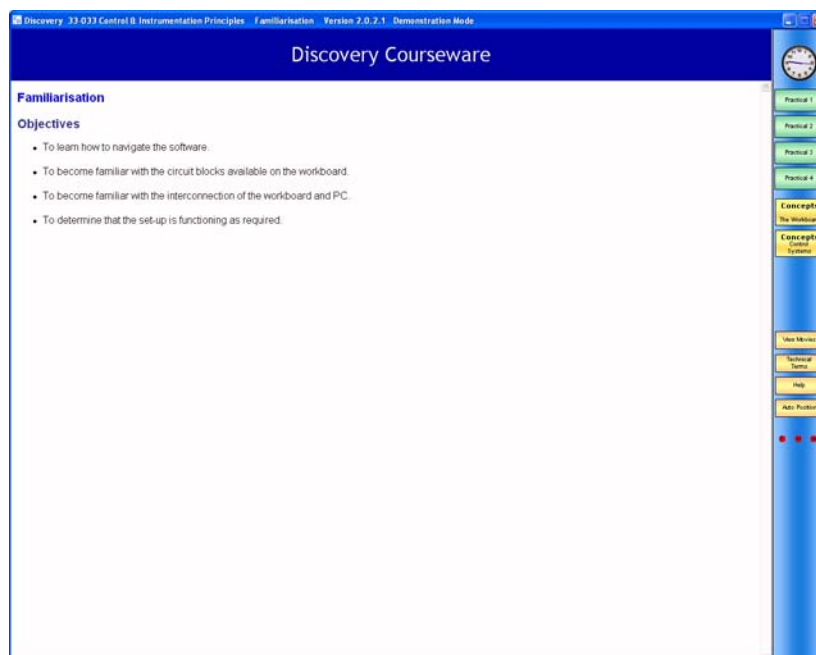 Discovery 33-033 Control & Instrumentation Principles Familiarisation Version 2.0.2.1 Demonstration Mode
Discovery Courseware
Familiarisation
Objectives
• To learn how to navigate the software.
• To become familiar with the circuit blocks available on the workboard.
• To become familiar with the interconnection of the workboard and PC.
• To determine that the set-up is functioning as required.
Practical 1
Practical 2
Practical 3
Practical 4
Concepts
The Workboard
Concepts
Control
Systems
View Movies
Technical
Terms
Help
Auto Position